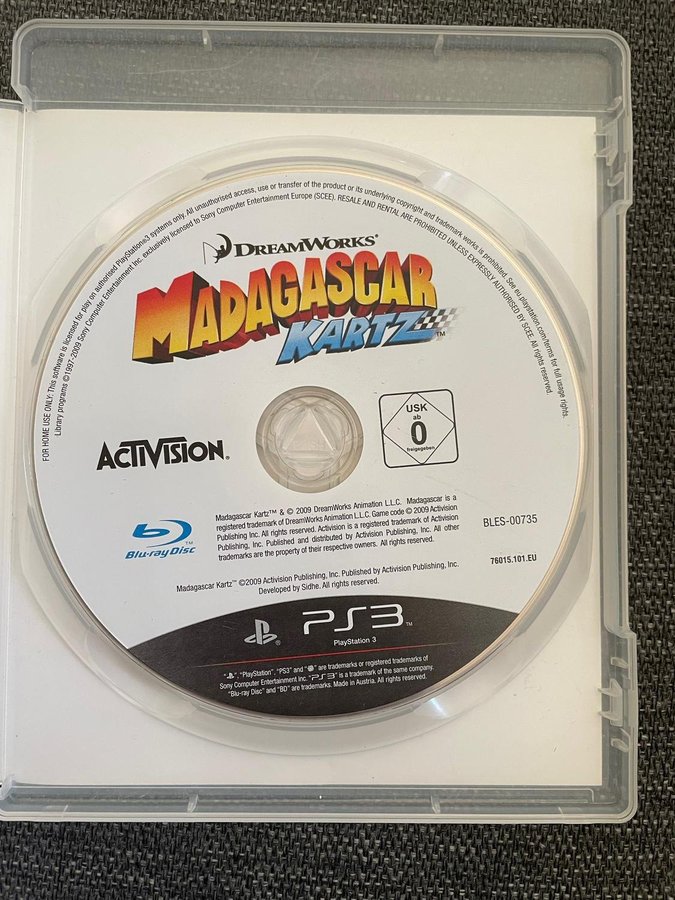 FOR HOME USE ONLY: This software is licensed for play on authorised PlayStation®3 systems only. All unauthorised access, use or transfer of the product or its underlying copyright and trademark works is prohibited. See eu.playstation.com/terms for full usage rights.
Library programs ©1997-2009 Sony Computer Entertainment Inc. exclusively licensed to Sony Computer Entertainment Europe (SCEE). RESALE AND RENTAL ARE PROHIBITED UNLESS EXPRESSLY AUTHORISED BY SCEE. All rights reserved.
DREAMWORKS®
MADAGASCAR
KARTZ™
ACTIVISION®
USK
ab
0
freigegeben
Madagascar Kartz™ & © 2009 DreamWorks Animation L.L.C. Madagascar is a
registered trademark of DreamWorks Animation L.L.C. Game code © 2009 Activision
Publishing Inc. All rights reserved. Activision is a registered trademark of Activision
Publishing, Inc. Published and distributed by Activision Publishing, Inc. All other
trademarks are the property of their respective owners. All rights reserved.
BLES-00735
Blu-ray Disc™
76015.101.EU
Madagascar Kartz™ ©2009 Activision Publishing, Inc. Published by Activision Publishing, Inc.
Developed by Sidhe. All rights reserved.
PS3™
PlayStation 3
" ", "PlayStation", "PS3" and " " are trademarks or registered trademarks of
Sony Computer Entertainment Inc. "PS3" is a trademark of the same company.
"Blu-ray Disc" and "BD" are trademarks. Made in Austria. All rights reserved.